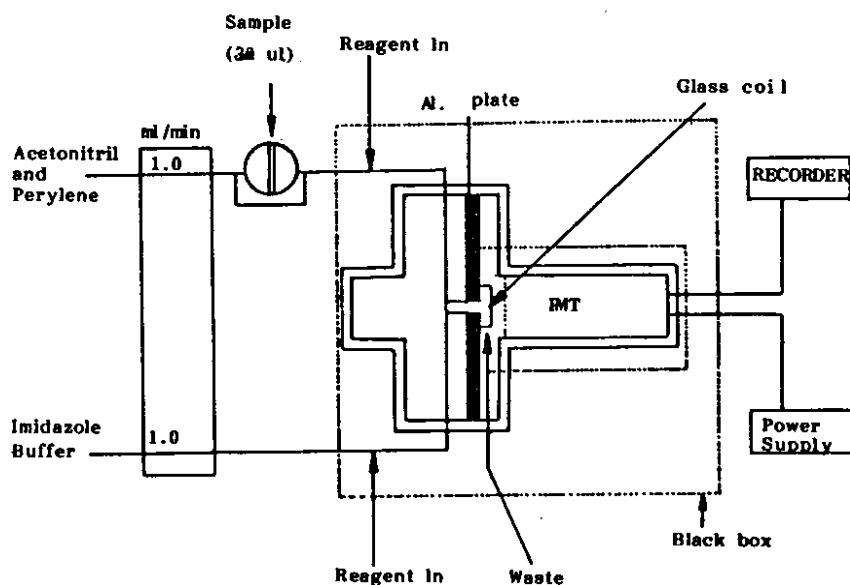 Sample
(30 ul)
Reagent In
Al. plate
Glass coil
ml/min
Acetonitril
and
Perylene
1.0
RECORDER
PMT
Imidazole
Buffer
1.0
Power
Supply
Black box
Reagent In
Waste